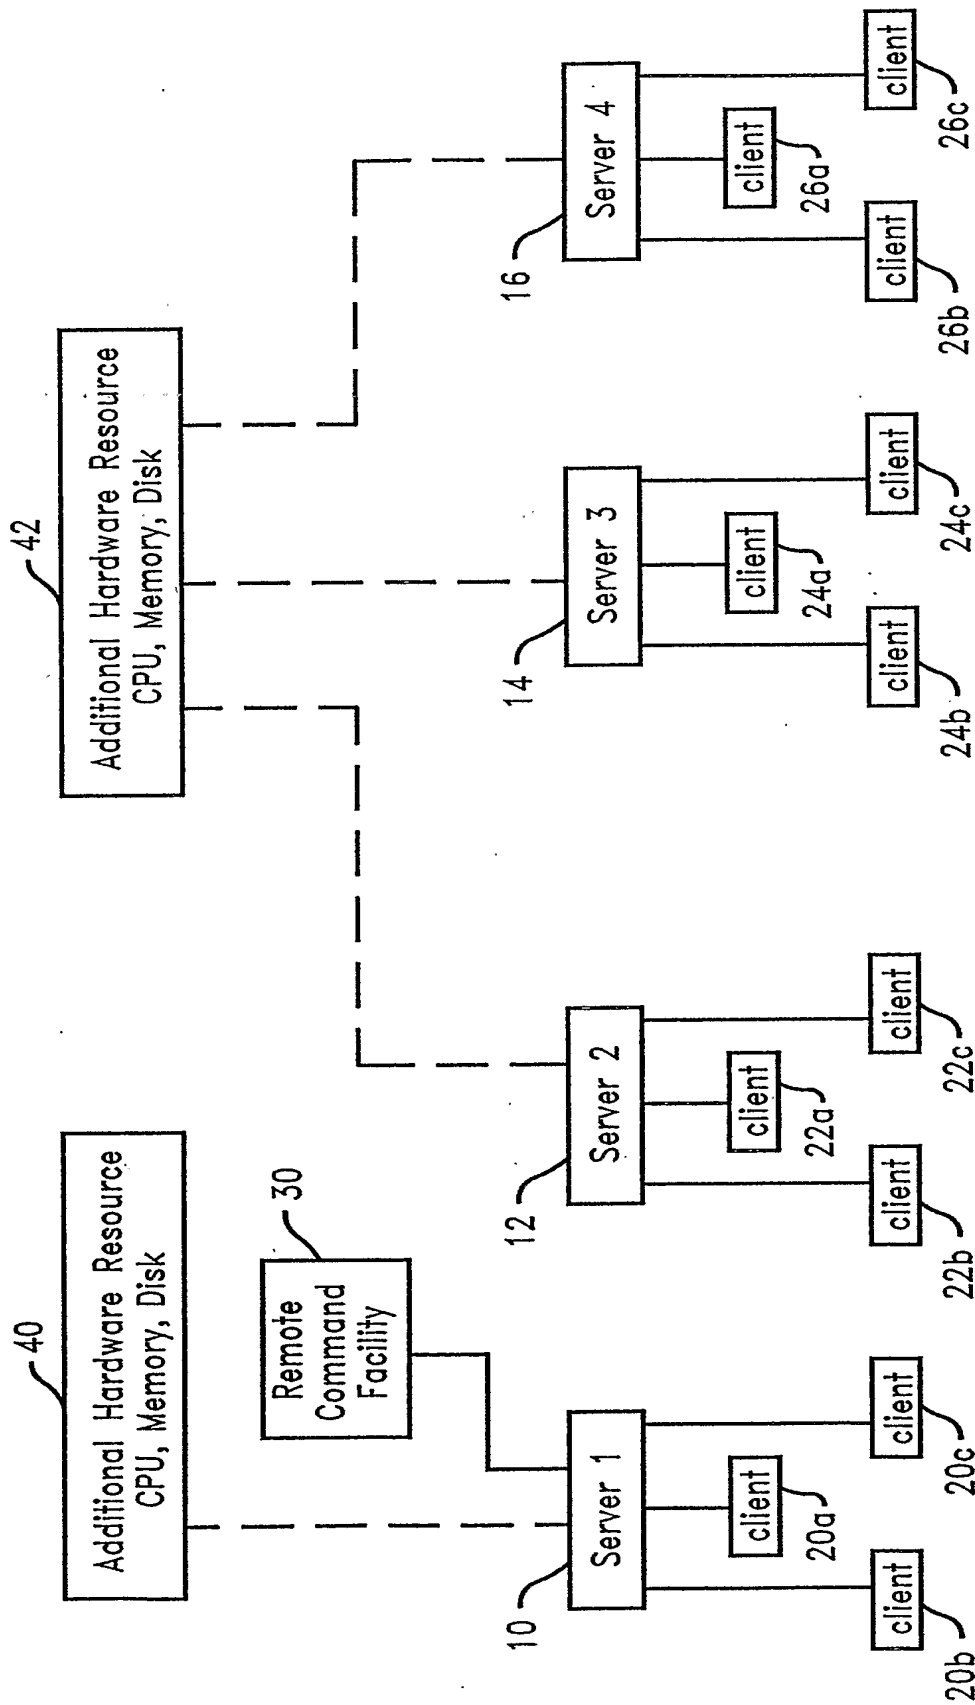 40
Additional Hardware Resource
CPU, Memory, Disk
42
Additional Hardware Resource
CPU, Memory, Disk
30
Remote
Command
Facility
10
Server 1
12
Server 2
14
Server 3
16
Server 4
client
20a
client
22a
client
24a
client
26a
client
20b
client
20c
client
22b
client
22c
client
24b
client
24c
client
26b
client
26c